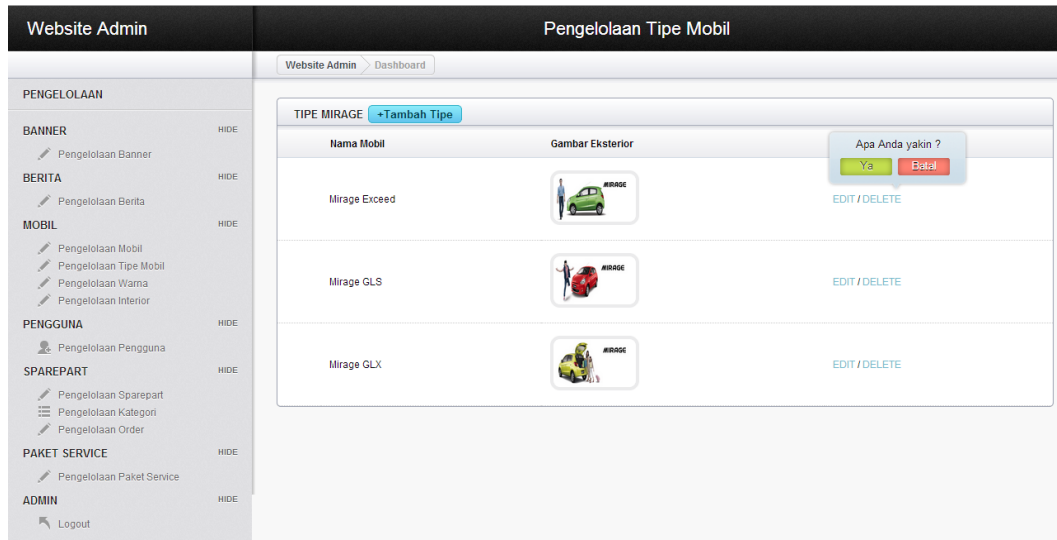 Website Admin
Pengelolaan Tipe Mobil
Website Admin Dashboard
PENGELOLAAN
BANNER HIDE
Pengelolaan Banner
BERITA HIDE
Pengelolaan Berita
MOBIL HIDE
Pengelolaan Mobil
Pengelolaan Tipe Mobil
Pengelolaan Warna
Pengelolaan Interior
PENGGUNA HIDE
Pengelolaan Pengguna
SPAREPART HIDE
Pengelolaan Sparepart
Pengelolaan Kategori
Pengelolaan Order
PAKET SERVICE HIDE
Pengelolaan Paket Service
ADMIN HIDE
Logout
TIPE MIRAGE +Tambah Tipe
Nama Mobil Gambar Eksterior
Apa Anda yakin ?
Ya Batal
Mirage Exceed MIRAGE EDIT / DELETE
Mirage GLS MIRAGE EDIT / DELETE
Mirage GLX MIRAGE EDIT / DELETE